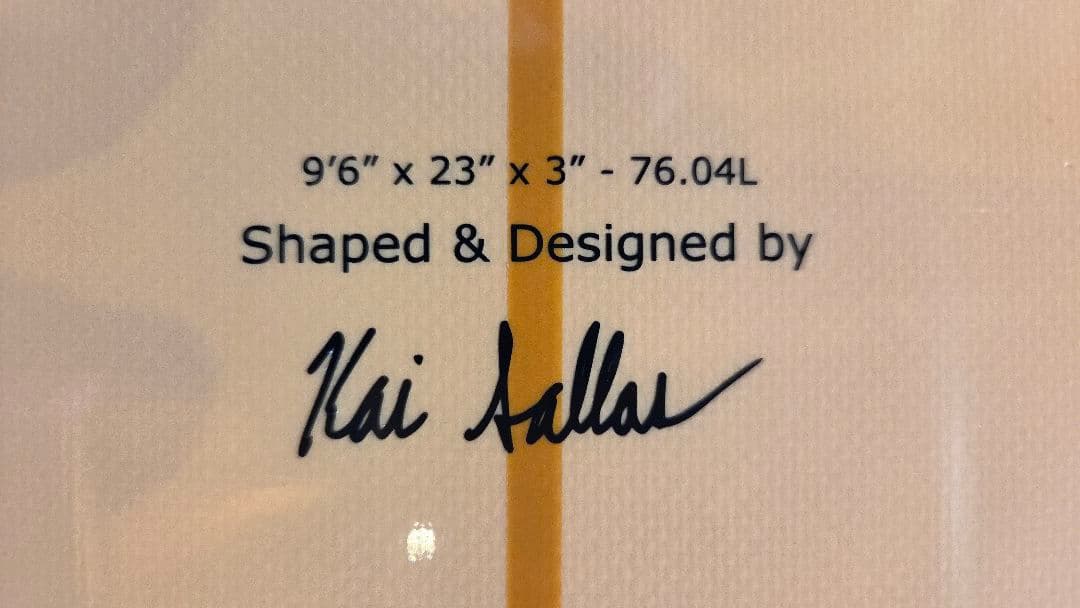 9'6" x 23" x 3" - 76.04L
Shaped & Designed by
Kai Sallas